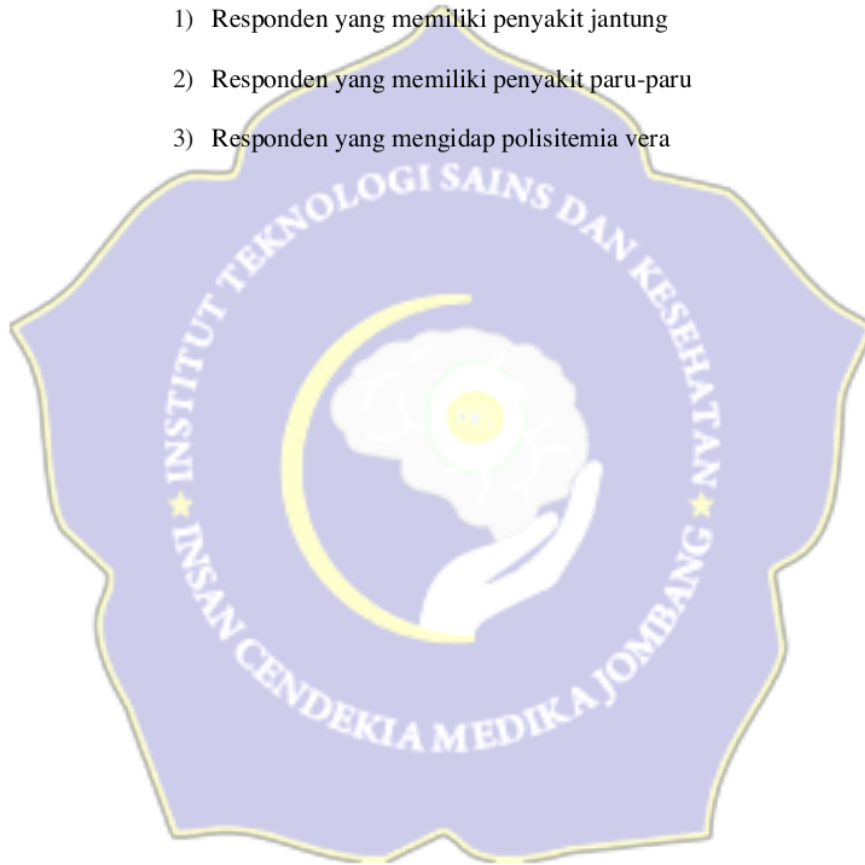 1) Responden yang memiliki penyakit jantung
2) Responden yang memiliki penyakit paru-paru
3) Responden yang mengidap polisitemia vera
INSTITUT TEKNOLOGI SAINS DAN KESEHATAN
INSAN CENDEKIA MEDIKA JOMBANG